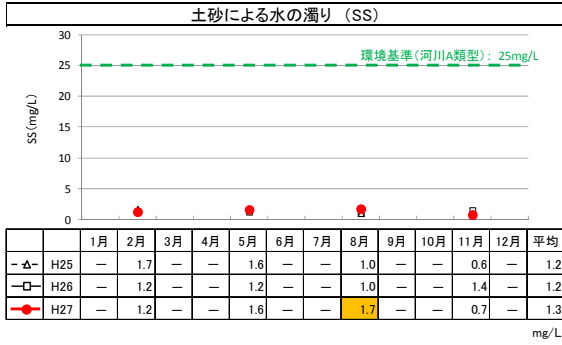 土砂による水の濁り (SS)
30
25
20
15
10
5
0
SS(mg/L)
環境基準(河川A類型): 25mg/L
1月 2月 3月 4月 5月 6月 7月 8月 9月 10月 11月 12月 平均
H25 — 1.7 — — 1.6 — — 1.0 — — 0.6 — 1.2
H26 — 1.2 — — 1.2 — — 1.0 — — 1.4 — 1.2
H27 — 1.2 — — 1.6 — — 1.7 — — 0.7 — 1.3
mg/L